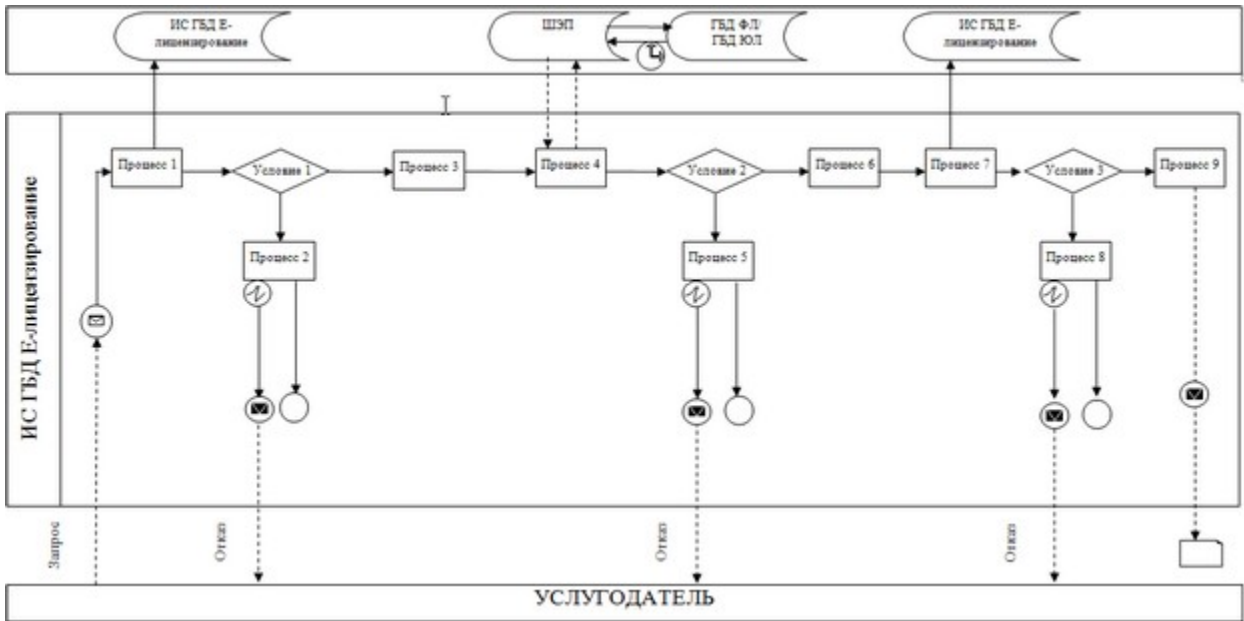 ИС ГБД Е-
лицензирование
ШЭП
ГБД ФЛ/
ГБД ЮЛ
ИС ГБД Е-
лицензирование
ИС ГБД Е-лицензирование
Процесс 1
Условие 1
Процесс 3
Процесс 4
Условие 2
Процесс 6
Процесс 7
Условие 3
Процесс 9
Процесс 2
Процесс 5
Процесс 8
Запрос
Отказ
Отказ
Отказ
УСЛУГОДАТЕЛЬ